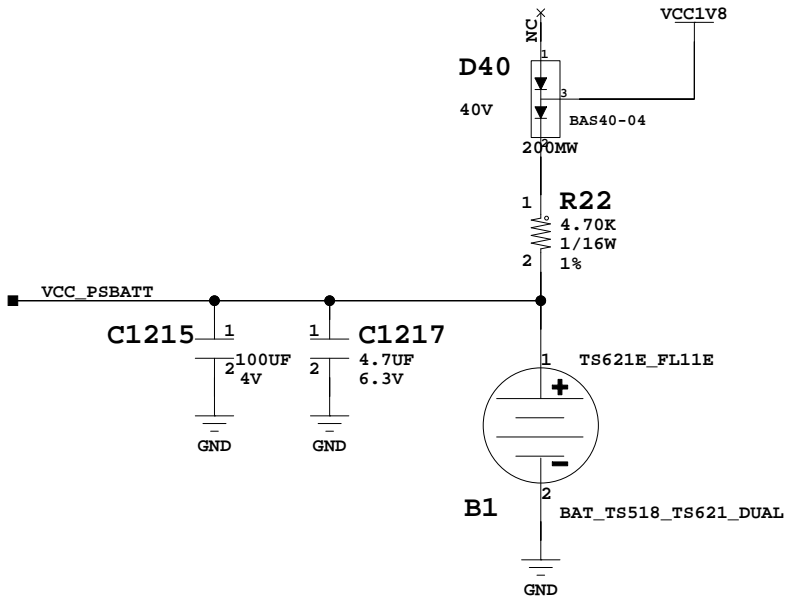 VCC1V8
NC
1
D40
3
40V
BAS40-04
2
200MW
1
R22
4.70K
1/16W
2
1%
VCC_PSBATT
C1215
1
1
C1217
2
100UF
2
4.7UF
4V
6.3V
1
TS621E_FL11E
+
GND
GND
−
2
B1
BAT_TS518_TS621_DUAL
GND